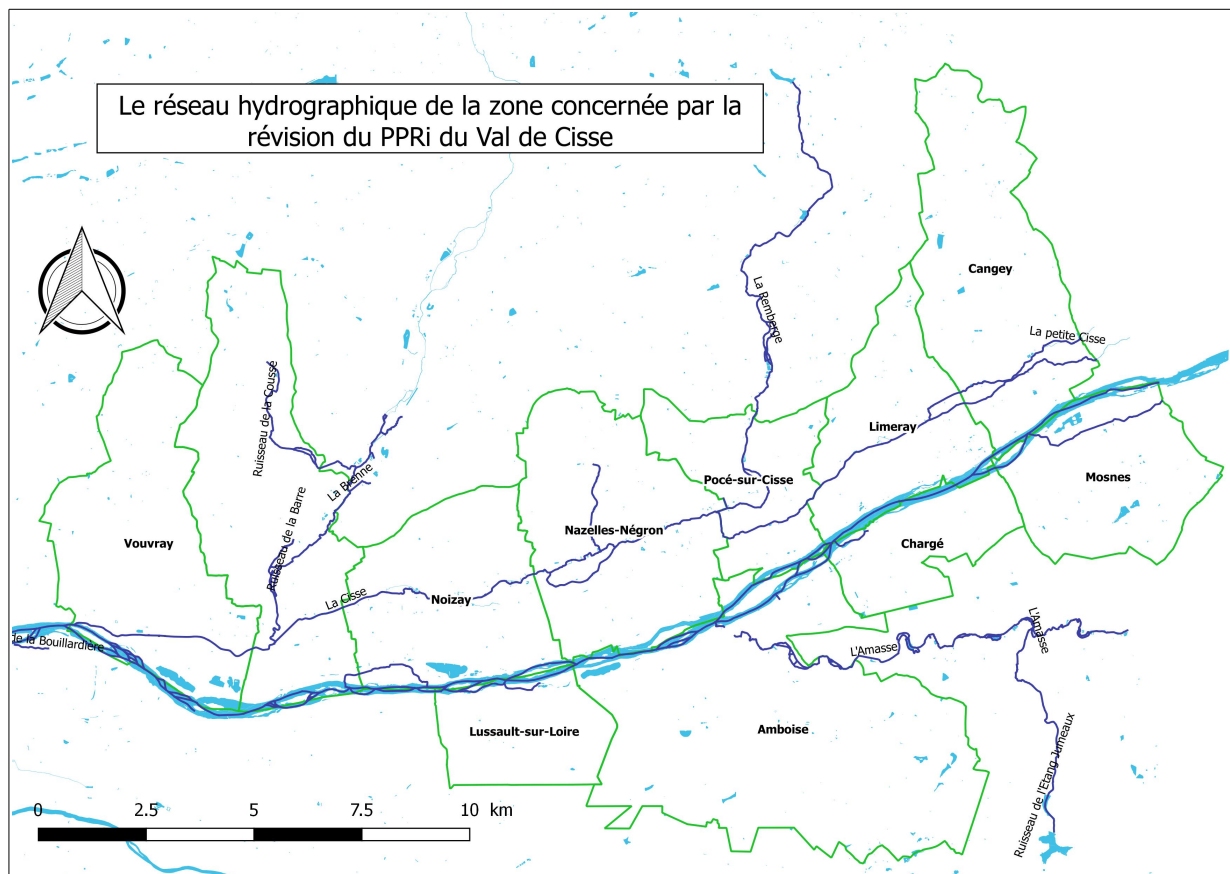 Le réseau hydrographique de la zone concernée par la
révision du PPRi du Val de Cisse
Cangey
La Remberge
La petite Cisse
Ruisseau de la Cousse
Limeray
La Brenne
Pocé-sur-Cisse
Mosnes
Ruisseau de la Barre
Vouvray
Nazelles-Négron
Chargé
La Cisse
Noizay
de la Bouillardière
L'Amasse
L'Amasse
Lussault-sur-Loire
Amboise
Ruisseau de l'Etang Jumeaux
0 2.5 5 7.5 10 km